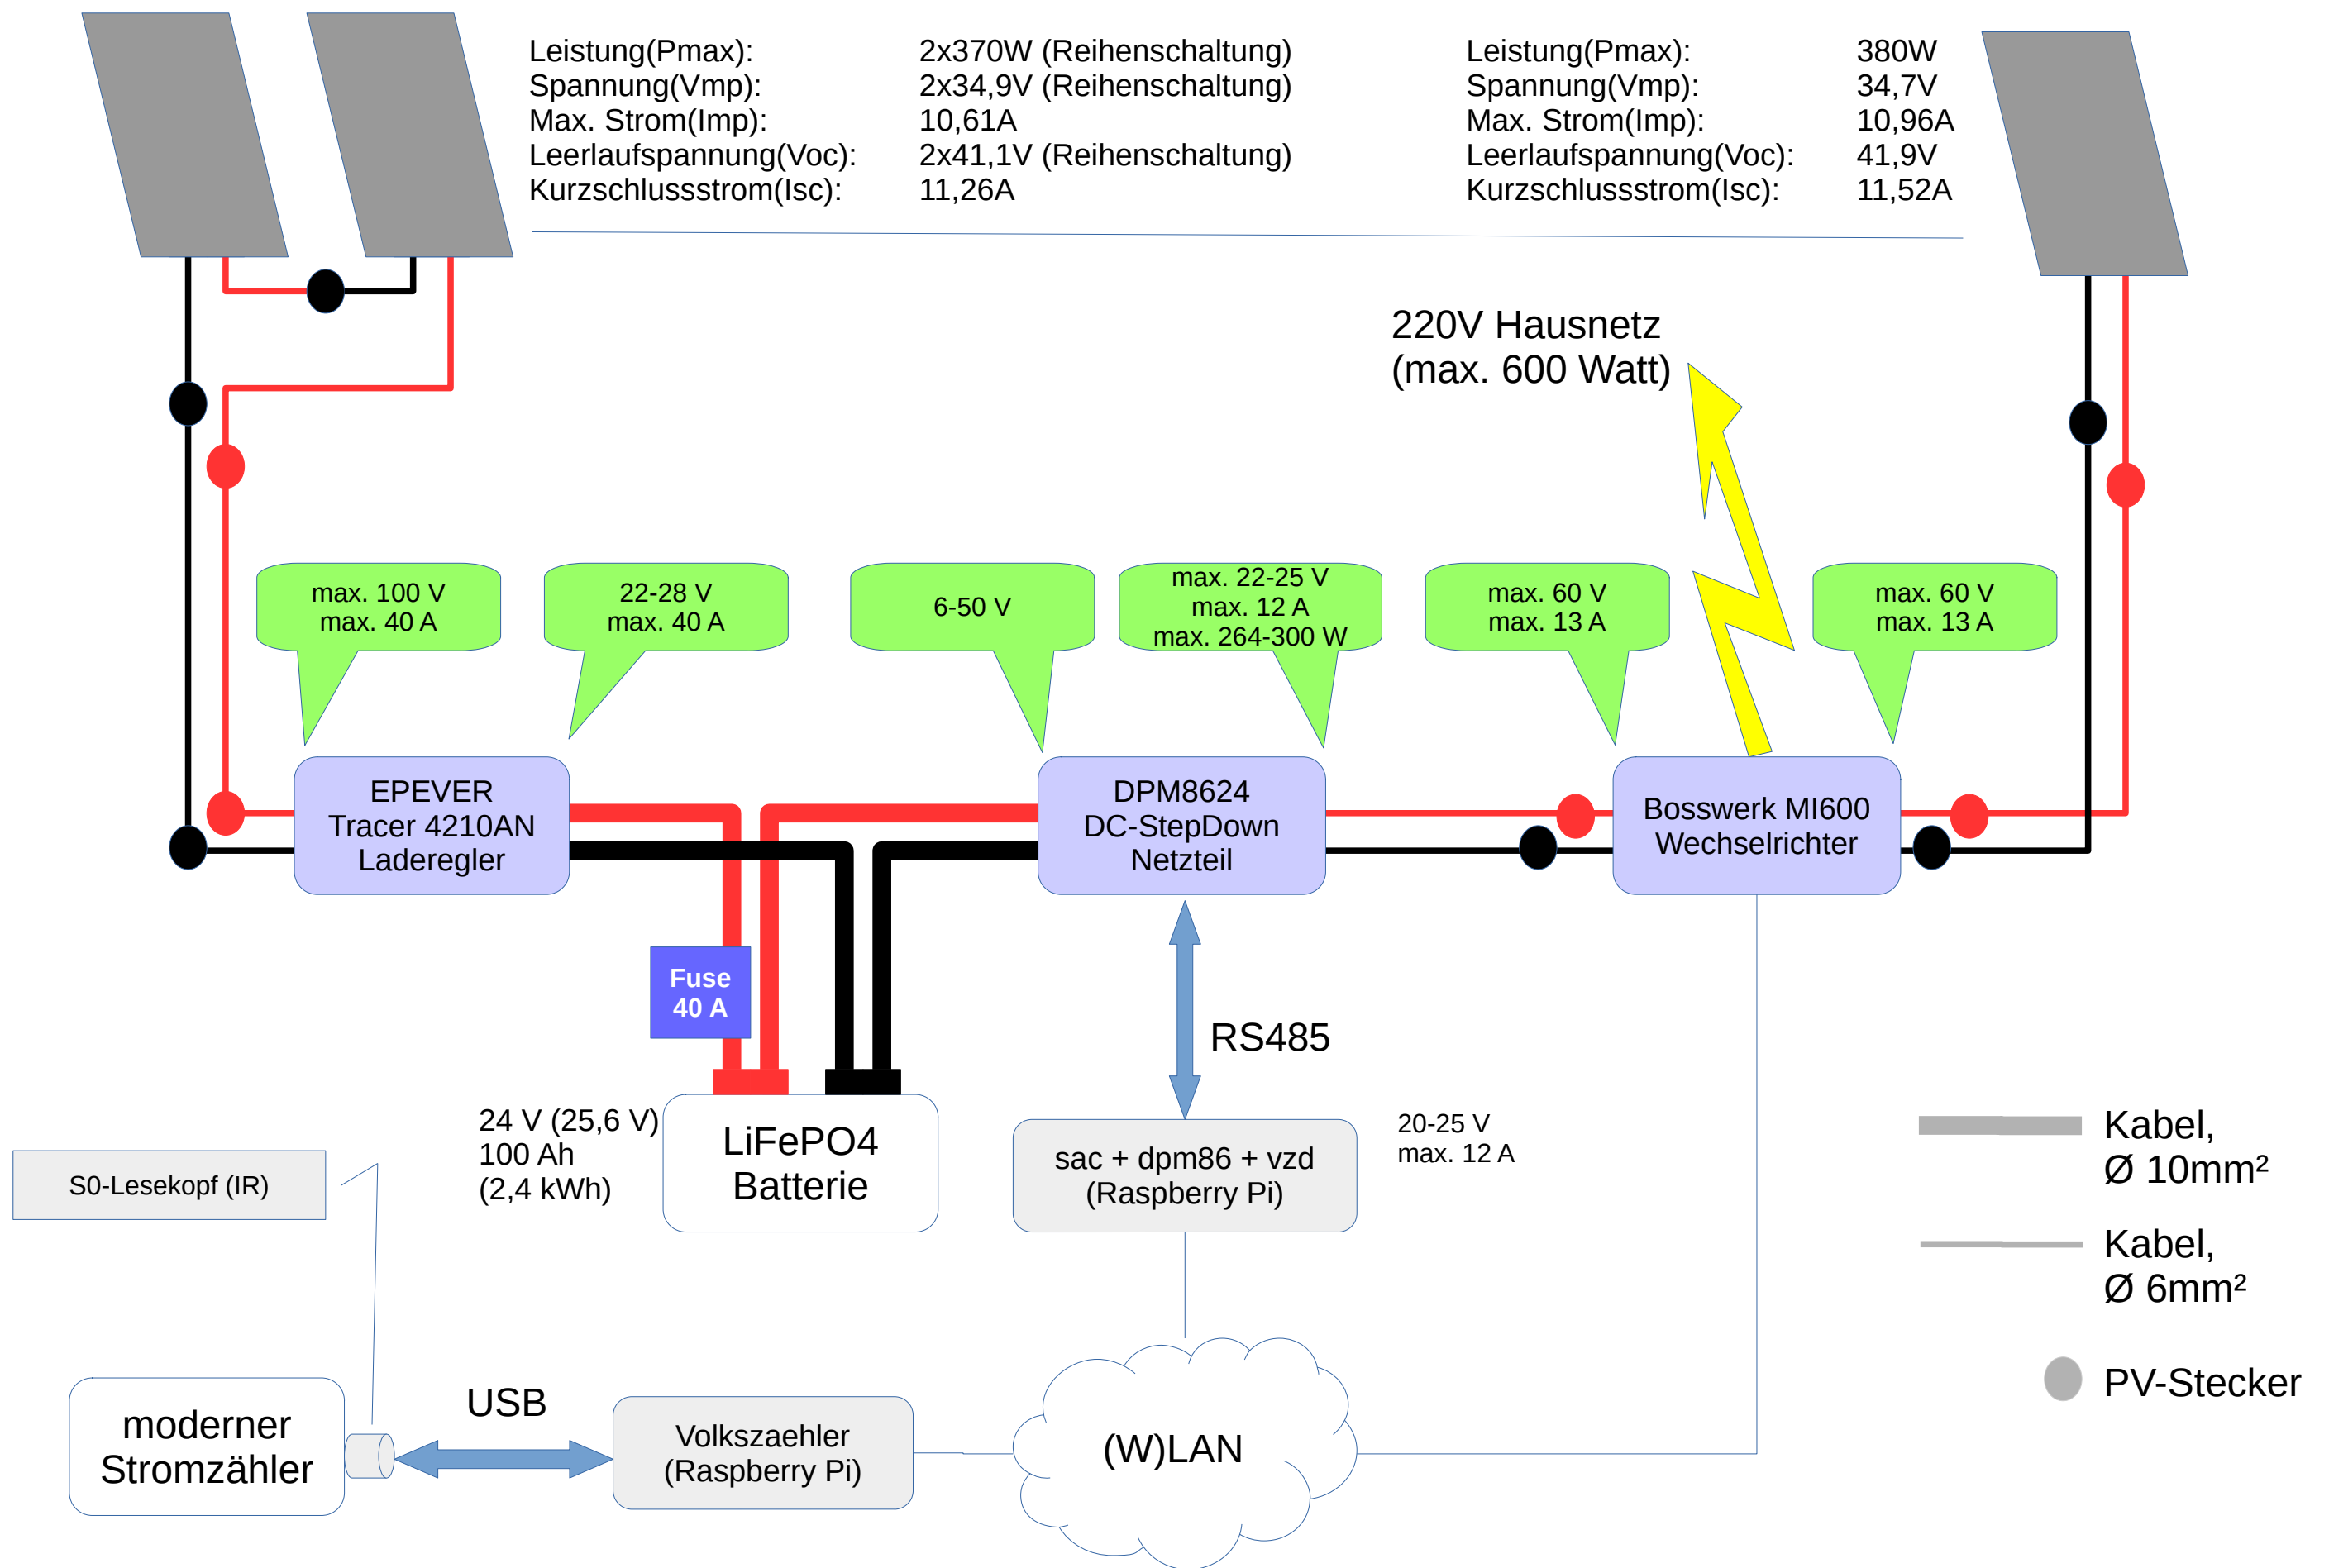 Leistung(Pmax): 2x370W (Reihenschaltung)
Spannung(Vmp): 2x34,9V (Reihenschaltung)
Max. Strom(Imp): 10,61A
Leerlaufspannung(Voc): 2x41,1V (Reihenschaltung)
Kurzschlussstrom(Isc): 11,26A
Leistung(Pmax): 380W
Spannung(Vmp): 34,7V
Max. Strom(Imp): 10,96A
Leerlaufspannung(Voc): 41,9V
Kurzschlussstrom(Isc): 11,52A
220V Hausnetz
(max. 600 Watt)
max. 100 V
max. 40 A
22-28 V
max. 40 A
6-50 V
max. 22-25 V
max. 12 A
max. 264-300 W
max. 60 V
max. 13 A
max. 60 V
max. 13 A
EPEVER
Tracer 4210AN
Laderegler
DPM8624
DC-StepDown
Netzteil
Bosswerk MI600
Wechselrichter
Fuse
40 A
RS485
24 V (25,6 V)
100 Ah
(2,4 kWh)
LiFePO4
Batterie
sac + dpm86 + vzd
(Raspberry Pi)
20-25 V
max. 12 A
Kabel,
Ø 10mm²
Kabel,
Ø 6mm²
PV-Stecker
S0-Lesekopf (IR)
moderner
Stromzähler
USB
Volkszaehler
(Raspberry Pi)
(W)LAN